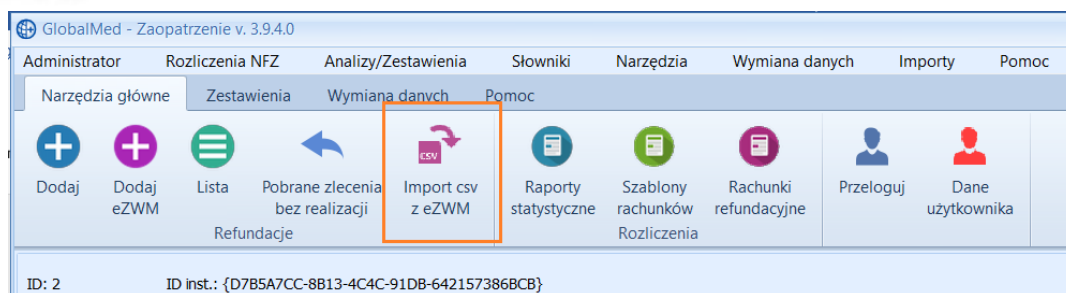 GlobalMed - Zaopatrzenie v. 3.9.4.0
Administrator Rozliczenia NFZ Analizy/Zestawienia Słowniki Narzędzia Wymiana danych Importy Pomoc
Narzędzia główne Zestawienia Wymiana danych Pomoc
CSV
Dodaj Dodaj Lista Pobrane zlecenia Import csv Raporty Szablony Rachunki Przeloguj Dane
eZWM bez realizacji z eZWM statystyczne rachunków refundacyjne użytkownika
Refundacje Rozliczenia
ID: 2 ID inst.: {D7B5A7CC-8B13-4C4C-91DB-642157386BCB}